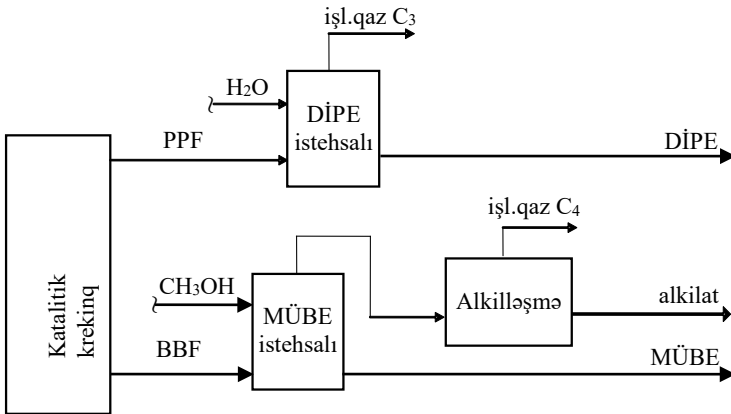 işl.qaz C₃
H₂O
DİPE
istehsalı
PPF
DİPE
işl.qaz C₄
Katalitik
krekinq
CH₃OH
MÜBE
istehsalı
Alkilləşmə
alkilat
BBF
MÜBE